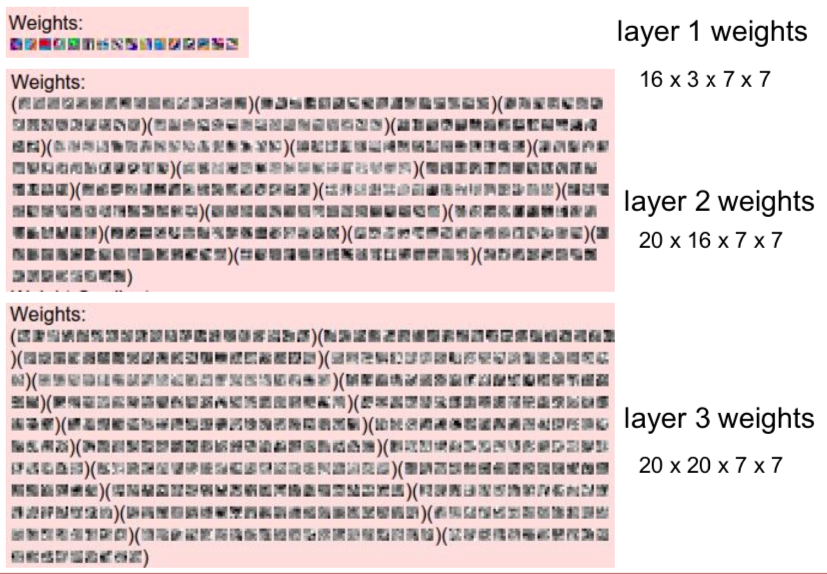 Weights:
layer 1 weights
16 x 3 x 7 x 7
Weights:
layer 2 weights
20 x 16 x 7 x 7
Weights:
layer 3 weights
20 x 20 x 7 x 7